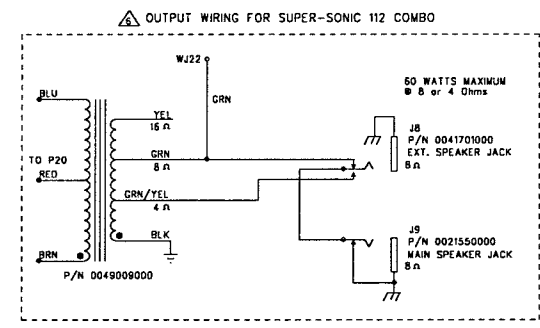 6 OUTPUT WIRING FOR SUPER-SONIC 112 COMBO
WJ22
BLU
60 WATTS MAXIMUM
@ 8 or 4 Ohms
GRN
YEL
16 Ω
J8
P/N 0041701000
EXT. SPEAKER JACK
8 Ω
TO P20
RED
GRN
8 Ω
GRN/YEL
4 Ω
BLK
BRN
P/N 0049009000
J9
P/N 0021550000
MAIN SPEAKER JACK
8 Ω